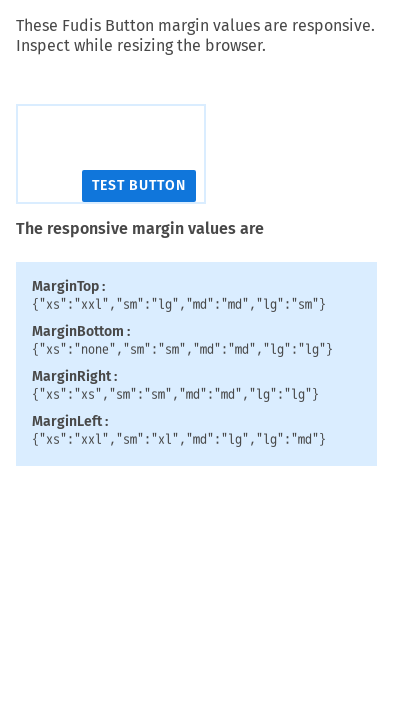 These Fudis Button margin values are responsive.
Inspect while resizing the browser.
TEST BUTTON
The responsive margin values are
MarginTop :
{"xs":"xxl","sm":"lg","md":"md","lg":"sm"}
MarginBottom :
{"xs":"none","sm":"sm","md":"md","lg":"lg"}
MarginRight :
{"xs":"xs","sm":"sm","md":"md","lg":"lg"}
MarginLeft :
{"xs":"xxl","sm":"xl","md":"lg","lg":"md"}